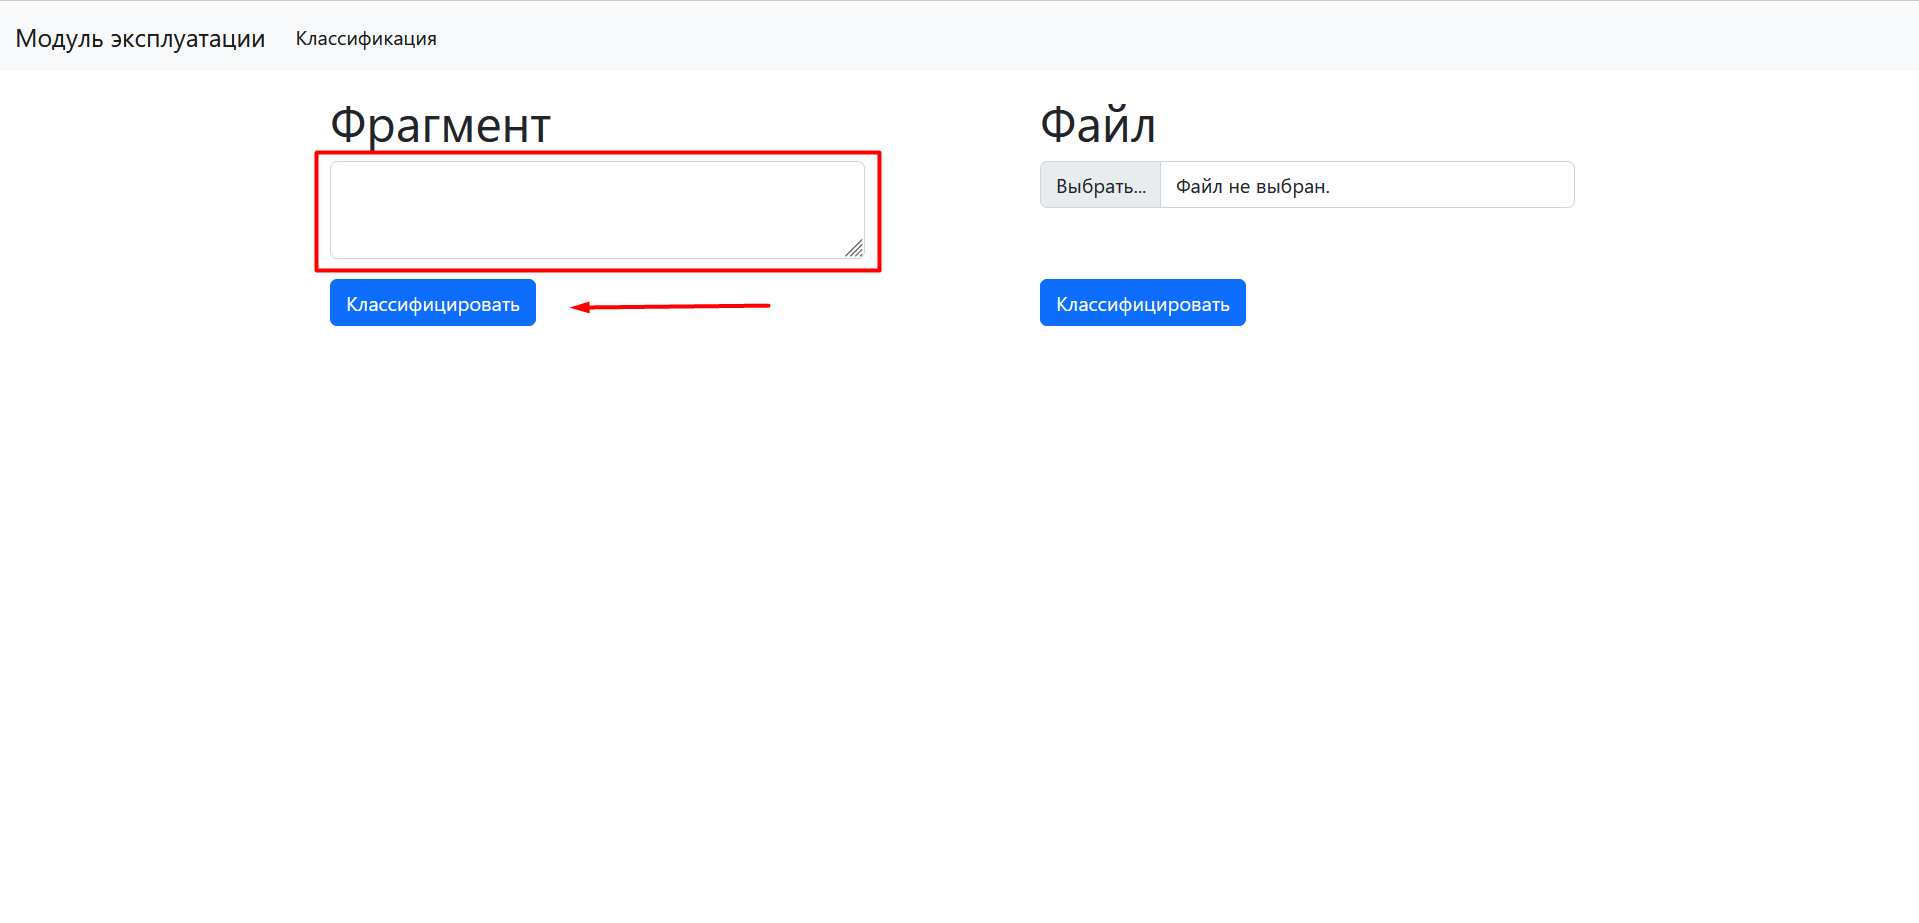 Модуль эксплуатации Классификация
Фрагмент
Классифицировать
Файл
Выбрать... Файл не выбран.
Классифицировать